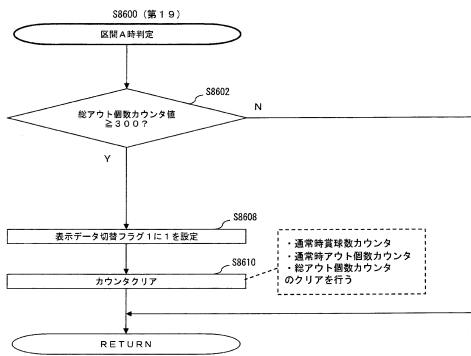 S8600(第19)
区間A時判定
S8602
総アウト個数カウンタ値
≧300?
N
Y
S8608
表示データ切替フラグ1に1を設定
S8610
カウンタクリア
・通常時賞球数カウンタ
・通常時アウト個数カウンタ
・総アウト個数カウンタ
のクリアを行う
RETURN